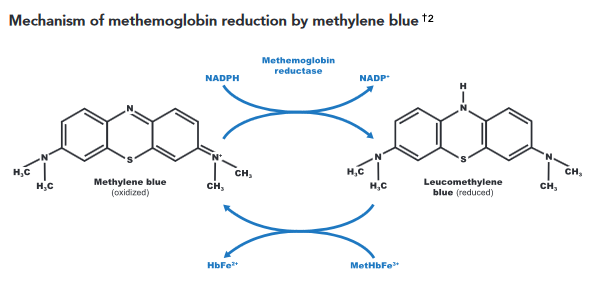 Mechanism of methemoglobin reduction by methylene blue †2
Methemoglobin
reductase
NADPH
NADP⁺
N
S
N
N⁺
H₃C
H₃C
CH₃
CH₃
Methylene blue
(oxidized)
H
N
S
N
N
H₃C
H₃C
CH₃
CH₃
Leucomethylene
blue (reduced)
HbFe²⁺
MetHbFe³⁺